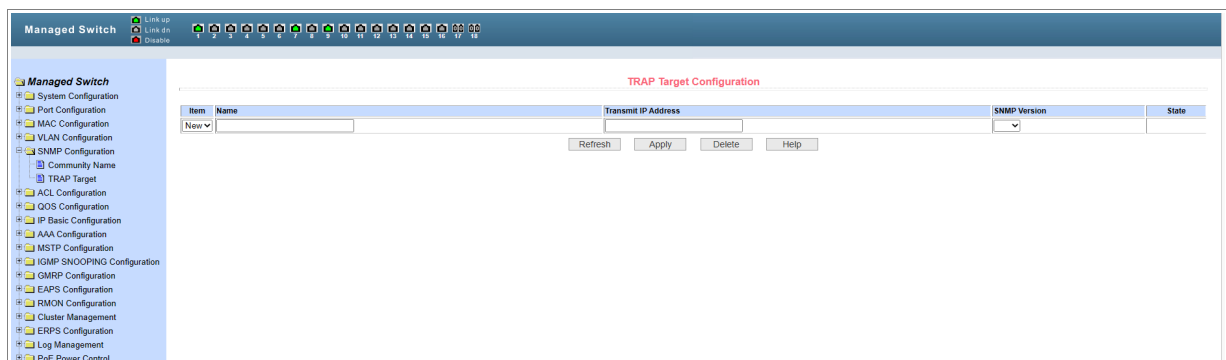 Managed Switch
Link up
Link dn
Disable
1 2 3 4 5 6 7 8 9 10 11 12 13 14 15 16 17 18
Managed Switch
System Configuration
Port Configuration
MAC Configuration
VLAN Configuration
SNMP Configuration
Community Name
TRAP Target
ACL Configuration
QOS Configuration
IP Basic Configuration
AAA Configuration
MSTP Configuration
IGMP SNOOPING Configuration
GMRP Configuration
EAPS Configuration
RMON Configuration
Cluster Management
ERPS Configuration
Log Management
PoE Power Control
TRAP Target Configuration
Item Name Transmit IP Address SNMP Version State
New
Refresh Apply Delete Help